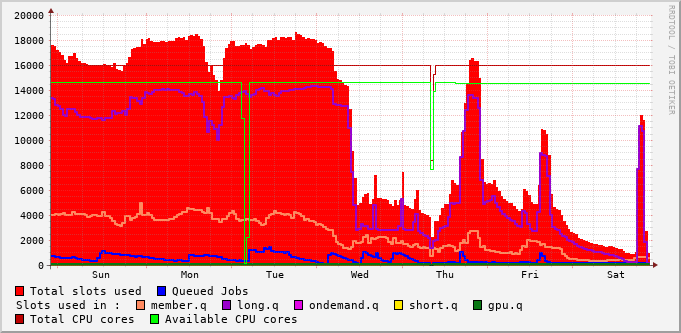 20000
18000
16000
14000
12000
10000
8000
6000
4000
2000
0
Sun Mon Tue Wed Thu Fri Sat
RRDTOOL / TOBI OETIKER
Total slots used Queued Jobs
Slots used in : member.q long.q ondemand.q short.q gpu.q
Total CPU cores Available CPU cores